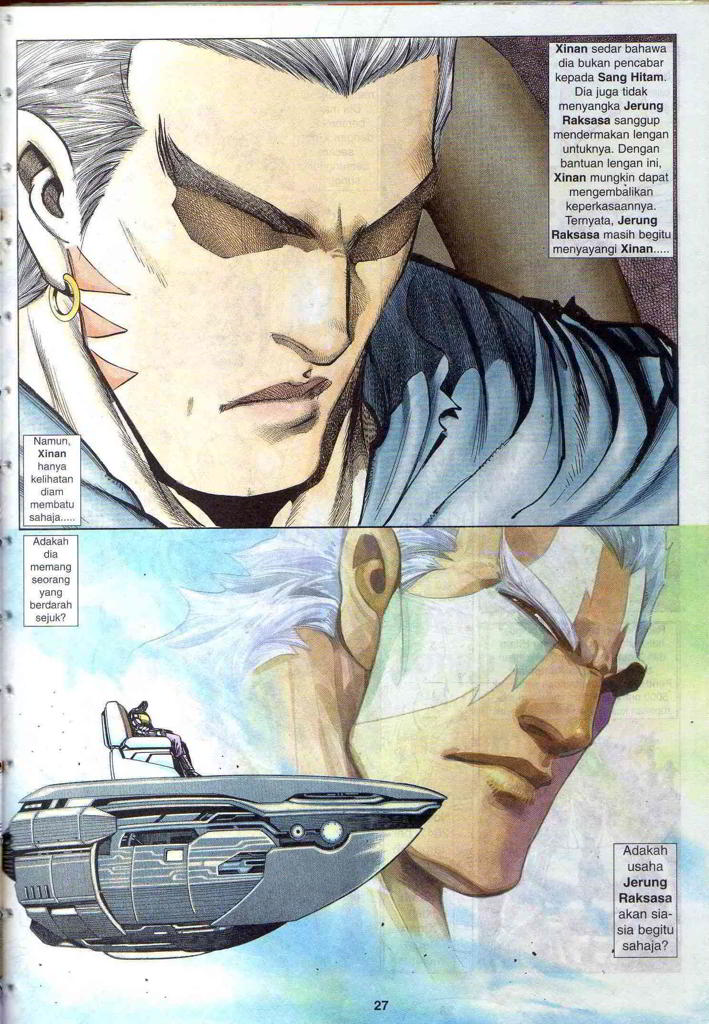 Xinan sedar bahawa
dia bukan pencabar
kepada Sang Hitam.
Dia juga tidak
menyangka Jerung
Raksasa sanggup
mendermakan lengan
untuknya. Dengan
bantuan lengan ini,
Xinan mungkin dapat
mengembalikan
keperkasaannya.
Ternyata, Jerung
Raksasa masih begitu
menyayangi Xinan.....
Namun,
Xinan
hanya
kelihatan
diam
membatu
sahaja.....
Adakah
dia
memang
seorang
yang
berdarah
sejuk?
Adakah
usaha
Jerung
Raksasa
akan sia-
sia begitu
sahaja?
27